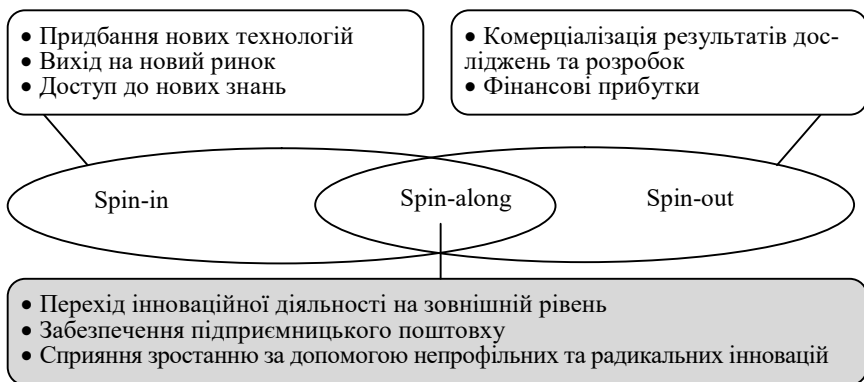 • Придбання нових технологій
• Вихід на новий ринок
• Доступ до нових знань
• Комерціалізація результатів дос-
ліджень та розробок
• Фінансові прибутки
Spin-in
Spin-along
Spin-out
• Перехід інноваційної діяльності на зовнішній рівень
• Забезпечення підприємницького поштовху
• Сприяння зростанню за допомогою непрофільних та радикальних інновацій